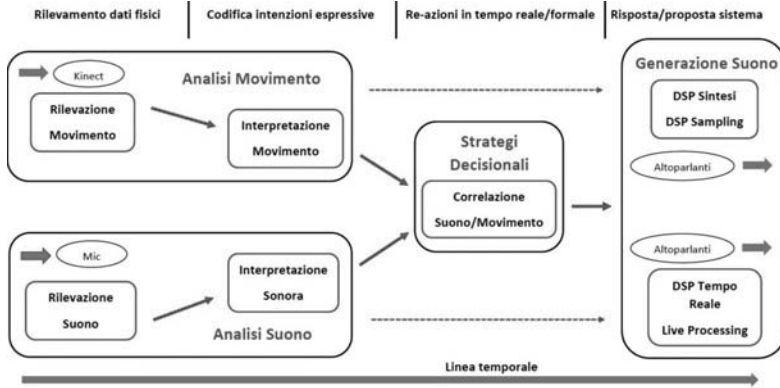 Rilevamento dati fisici
Codifica intenzioni espressive
Re-azioni in tempo reale/formale
Risposta/proposta sistema
Analisi Movimento
Kinect
Rilevazione
Movimento
Interpretazione
Movimento
Analisi Suono
Mic
Rilevazione
Suono
Interpretazione
Sonora
Strategi
Decisionali
Correlazione
Suono/Movimento
Generazione Suono
DSP Sintesi
DSP Sampling
Altoparlanti
Altoparlanti
DSP Tempo
Reale
Live Processing
Linea temporale